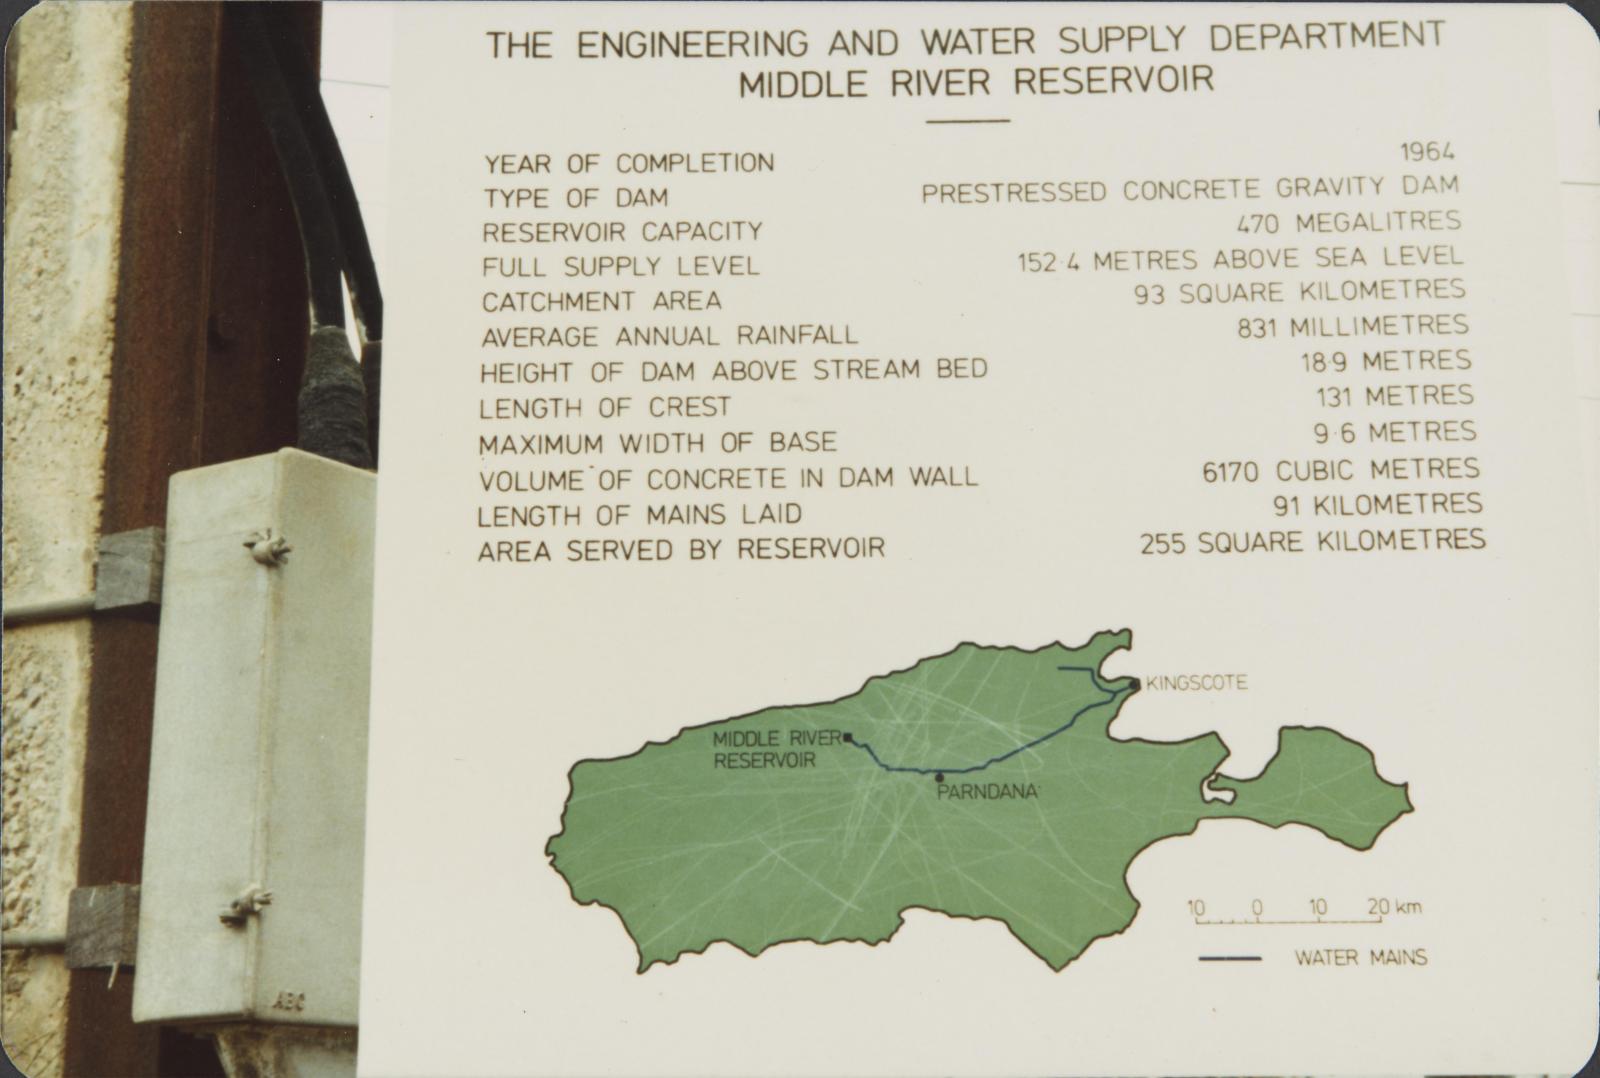 THE ENGINEERING AND WATER SUPPLY DEPARTMENT
MIDDLE RIVER RESERVOIR
YEAR OF COMPLETION 1964
TYPE OF DAM PRESTRESSED CONCRETE GRAVITY DAM
RESERVOIR CAPACITY 470 MEGALITRES
FULL SUPPLY LEVEL 152·4 METRES ABOVE SEA LEVEL
CATCHMENT AREA 93 SQUARE KILOMETRES
AVERAGE ANNUAL RAINFALL 831 MILLIMETRES
HEIGHT OF DAM ABOVE STREAM BED 18·9 METRES
LENGTH OF CREST 131 METRES
MAXIMUM WIDTH OF BASE 9·6 METRES
VOLUME OF CONCRETE IN DAM WALL 6170 CUBIC METRES
LENGTH OF MAINS LAID 91 KILOMETRES
AREA SERVED BY RESERVOIR 255 SQUARE KILOMETRES
KINGSCOTE
MIDDLE RIVER
RESERVOIR
PARNDANA
10 0 10 20 km
WATER MAINS
ABC